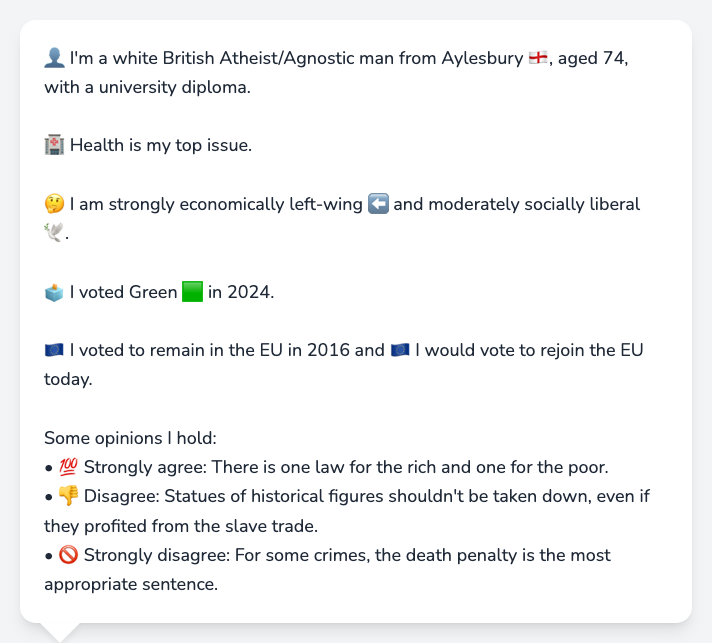 👤 I'm a white British Atheist/Agnostic man from Aylesbury 🏴󠁧󠁢󠁥󠁮󠁧󠁿, aged 74,
with a university diploma.
🏥 Health is my top issue.
🤔 I am strongly economically left-wing ⬅️ and moderately socially liberal
🕊️.
🗳️ I voted Green 🟩 in 2024.
🇪🇺 I voted to remain in the EU in 2016 and 🇪🇺 I would vote to rejoin the EU
today.
Some opinions I hold:
• 💯 Strongly agree: There is one law for the rich and one for the poor.
• 👎 Disagree: Statues of historical figures shouldn't be taken down, even if
they profited from the slave trade.
• 🚫 Strongly disagree: For some crimes, the death penalty is the most
appropriate sentence.